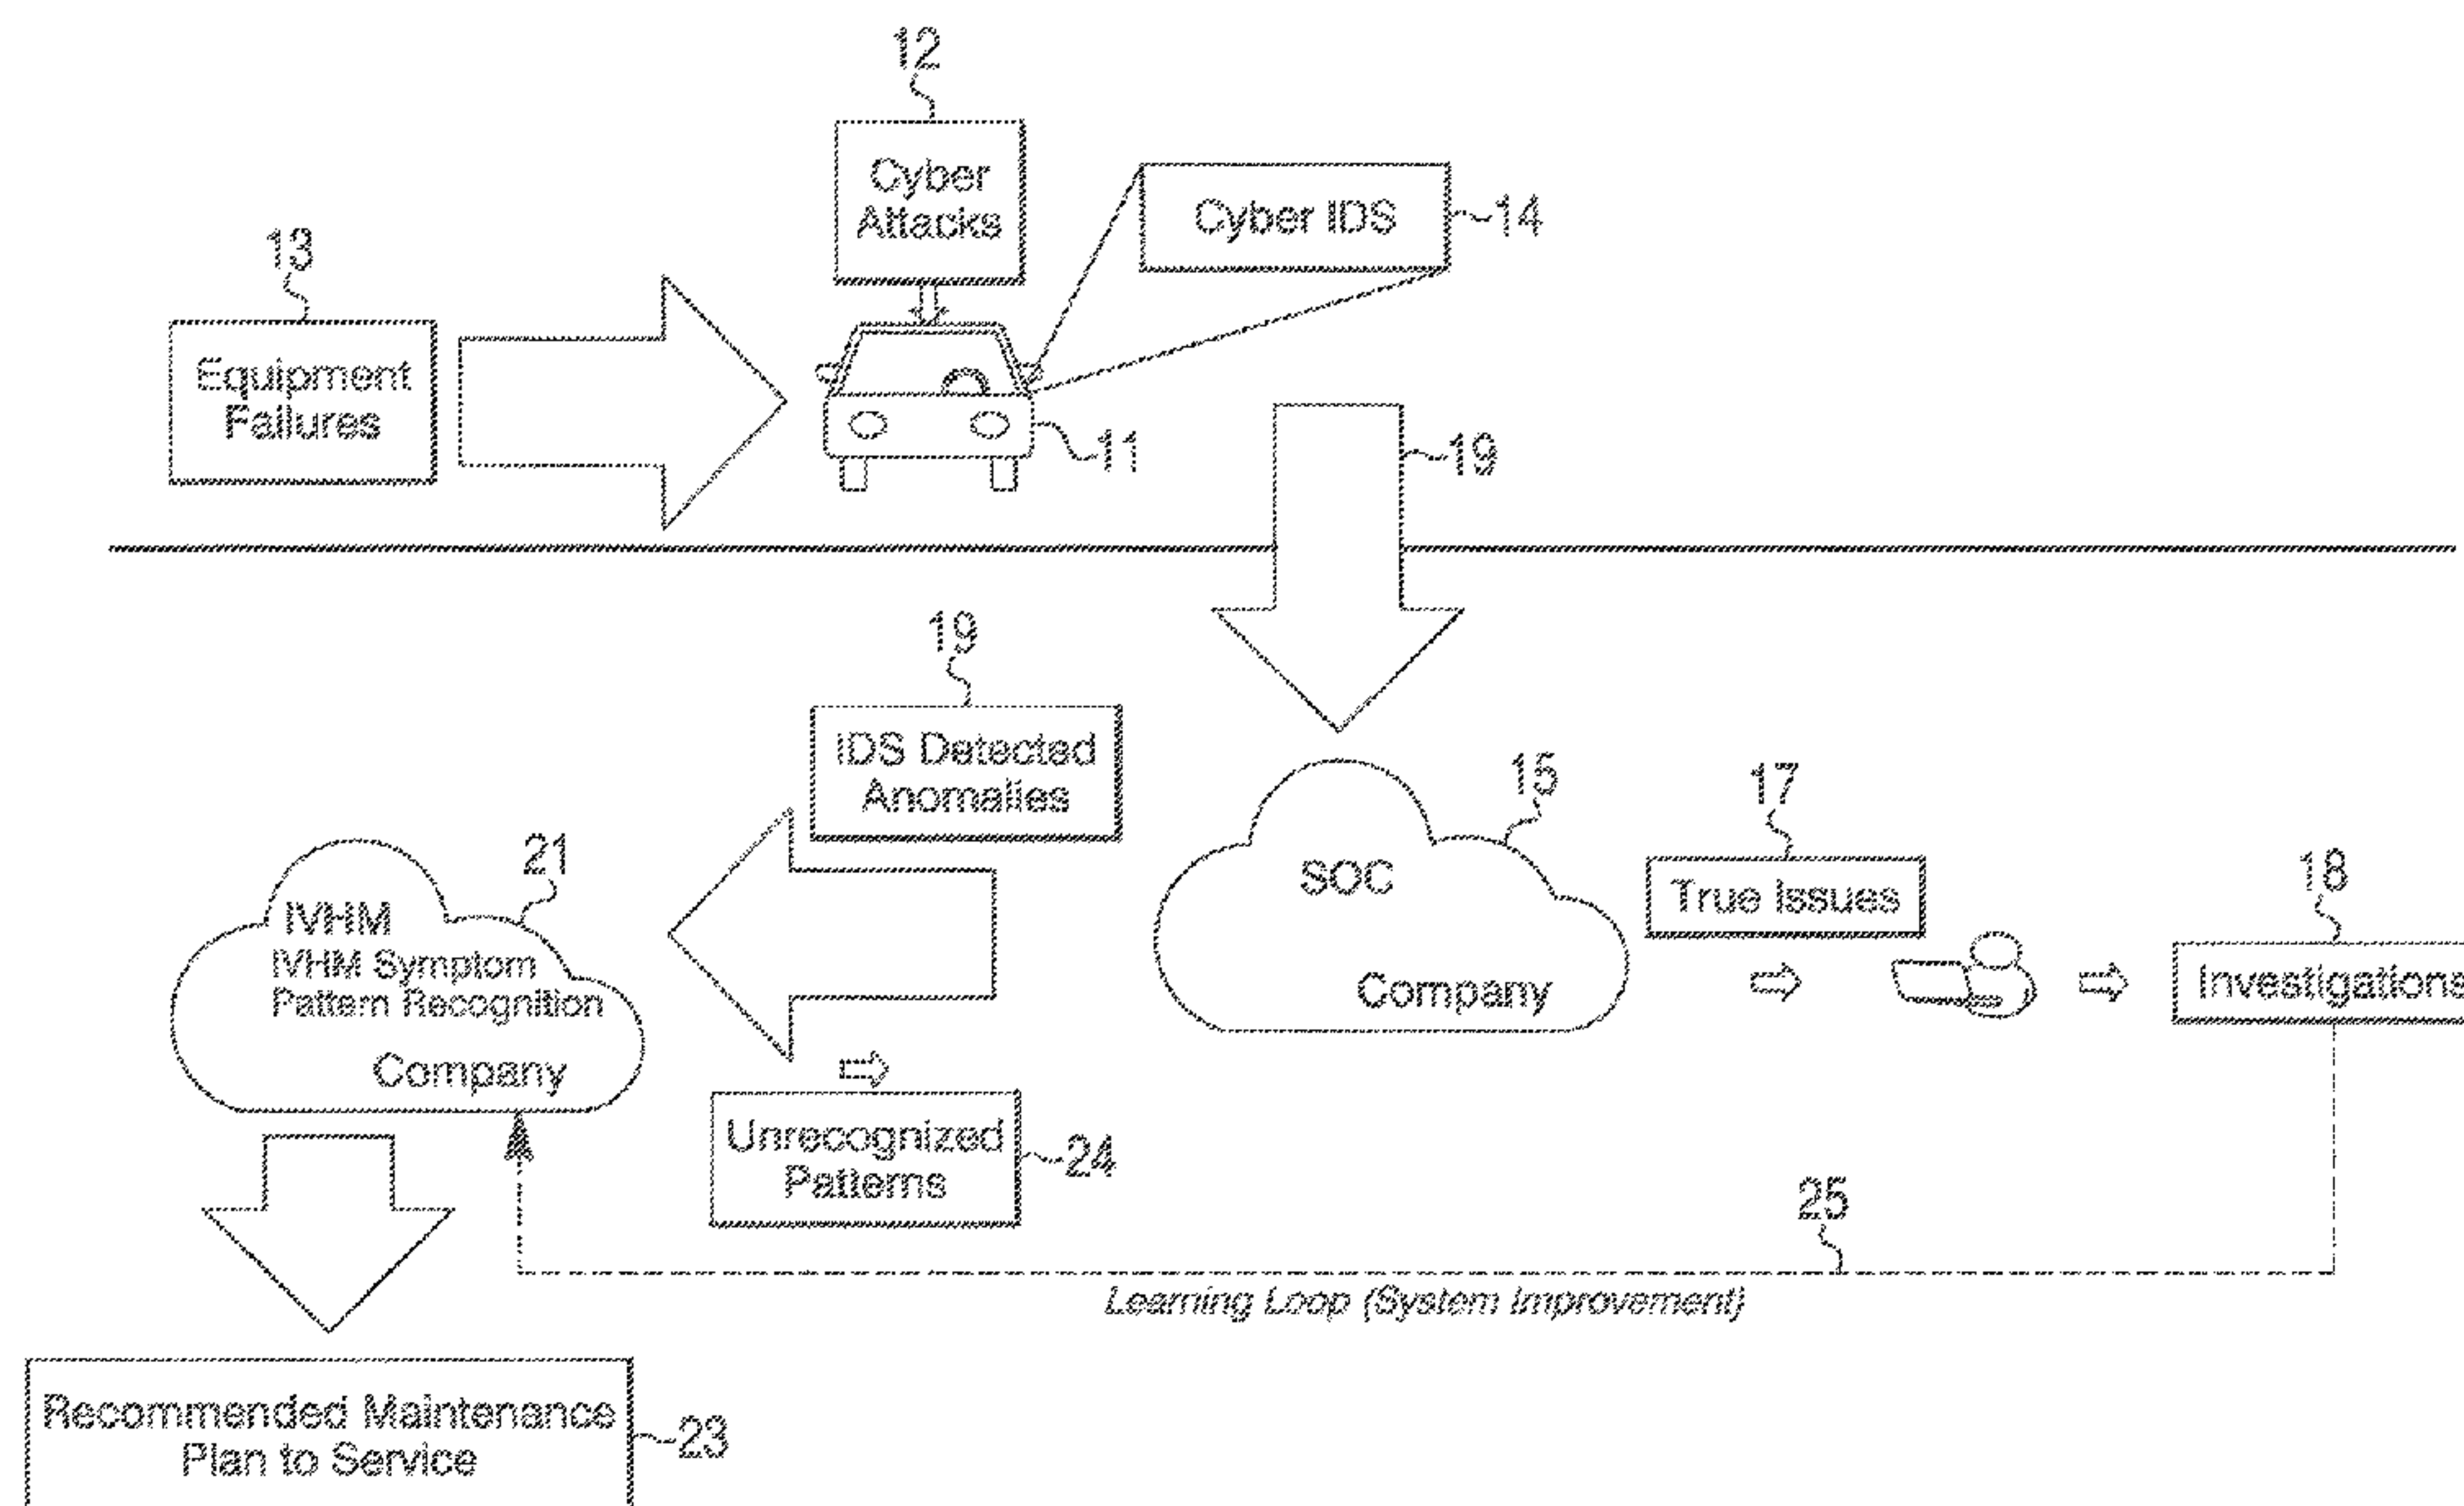 12
Cyber
Attacks
Cyber IDS
14
13
Equipment
Failures
11
19
19
IDS Detected
Anomalies
15
SOC
Company
17
True Issues
18
Investigations
21
IVHM
IVHM Symptom
Pattern Recognition
Company
Unrecognized
Patterns
24
25
Learning Loop (System Improvement)
Recommended Maintenance
Plan to Service
23